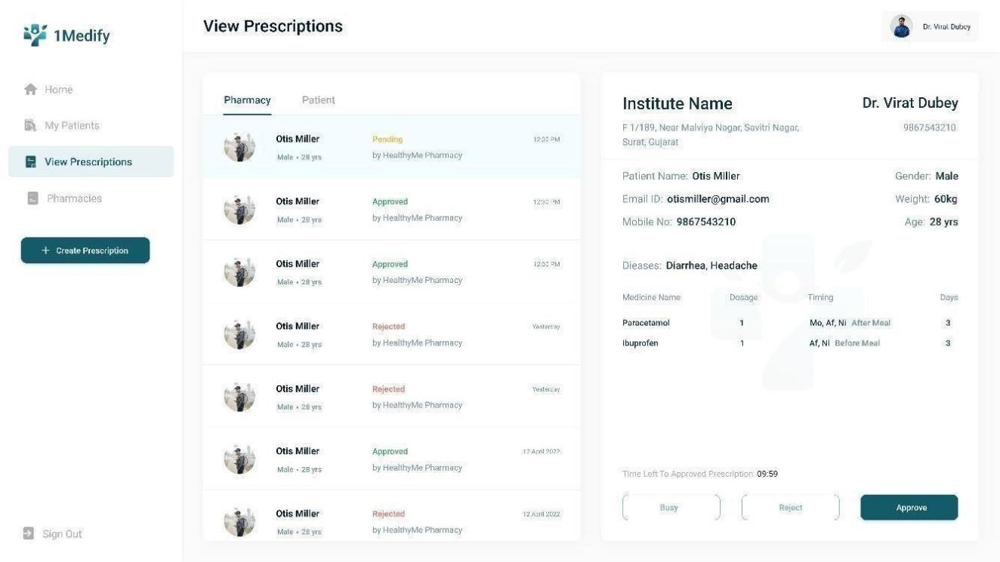 1Medify
View Prescriptions
Dr. Virat Dubey
Home
My Patients
View Prescriptions
Pharmacies
+ Create Prescription
Sign Out
Pharmacy Patient
Otis Miller Pending 12:30 PM
Male • 28 yrs by HealthyMe Pharmacy
Otis Miller Approved 12:30 PM
Male • 28 yrs by HealthyMe Pharmacy
Otis Miller Approved 12:30 PM
Male • 28 yrs by HealthyMe Pharmacy
Otis Miller Rejected Yesterday
Male • 28 yrs by HealthyMe Pharmacy
Otis Miller Rejected Yesterday
Male • 28 yrs by HealthyMe Pharmacy
Otis Miller Approved 12 April 2022
Male • 28 yrs by HealthyMe Pharmacy
Otis Miller Rejected 12 April 2022
Male • 28 yrs by HealthyMe Pharmacy
Institute Name Dr. Virat Dubey
F 1/189, Near Malviya Nagar, Savitri Nagar, 9867543210
Surat, Gujarat
Patient Name: Otis Miller Gender: Male
Email ID: otismiller@gmail.com Weight: 60kg
Mobile No: 9867543210 Age: 28 yrs
Dieases: Diarrhea, Headache
Medicine Name Dosage Timing Days
Paracetamol 1 Mo, Af, Ni After Meal 3
Ibuprofen 1 Af, Ni Before Meal 3
Time Left To Approved Prescription: 09:59
Busy Reject Approve